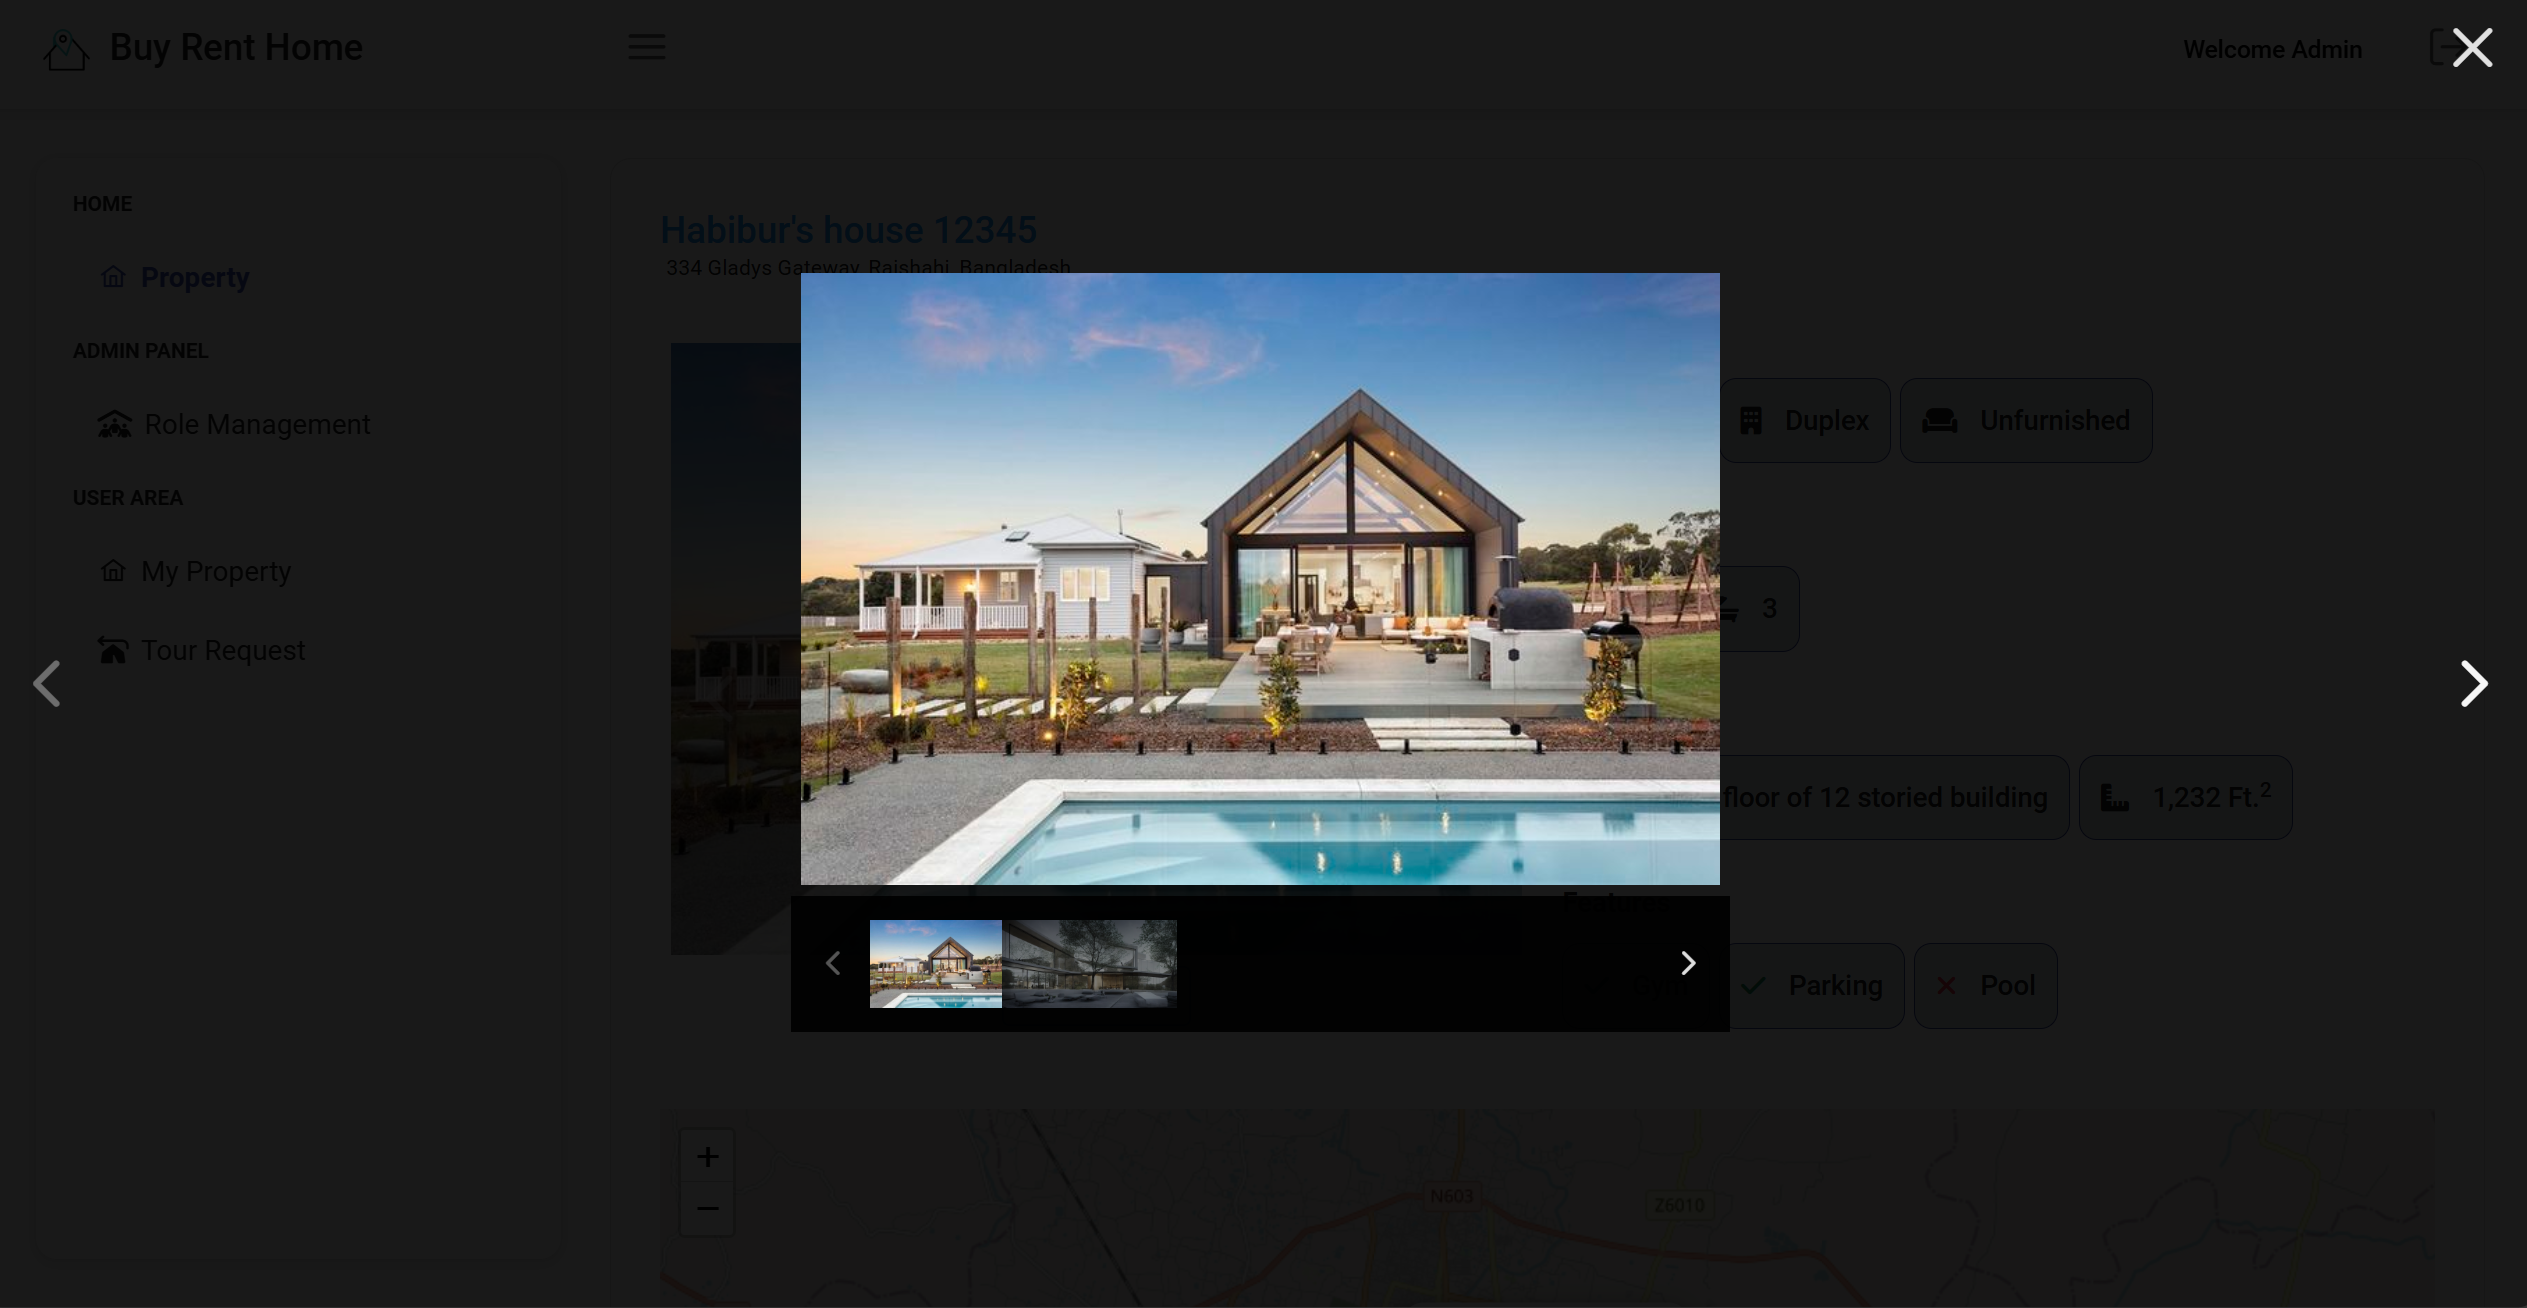 Buy Rent Home
Welcome Admin
HOME
Property
ADMIN PANEL
Role Management
USER AREA
My Property
Tour Request
Habibur's house 12345
334 Gladys Gateway, Rajshahi, Bangladesh
Duplex
Unfurnished
3
floor of 12 storied building
1,232 Ft.²
Features
Parking
Pool
+
−
N603
Z6010